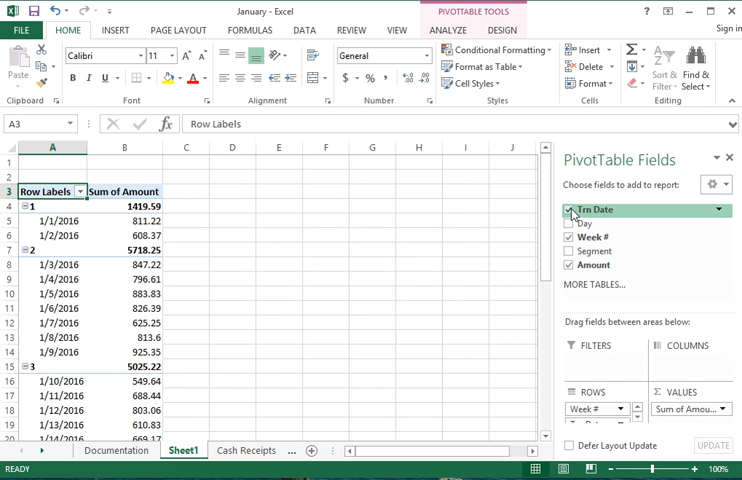 January - Excel
PIVOTTABLE TOOLS
?
Sign in
FILE HOME INSERT PAGE LAYOUT FORMULAS DATA REVIEW VIEW ANALYZE DESIGN
Paste
Calibri 11
B I U
General
$ % ,
Conditional Formatting
Format as Table
Cell Styles
Insert
Delete
Format
Sort &
Filter
Find &
Select
Clipboard Font Alignment Number Styles Cells Editing
A3 fx Row Labels
A B C D E F G H I J
1
2
3 Row Labels Sum of Amount
4 1 1419.59
5 1/1/2016 811.22
6 1/2/2016 608.37
7 2 5718.25
8 1/3/2016 847.22
9 1/4/2016 796.61
10 1/5/2016 883.83
11 1/6/2016 826.39
12 1/7/2016 625.25
13 1/8/2016 813.6
14 1/9/2016 925.35
15 3 5025.22
16 1/10/2016 549.64
17 1/11/2016 688.44
18 1/12/2016 803.06
19 1/13/2016 610.83
20 1/14/2016 669.17
PivotTable Fields
Choose fields to add to report:
Trn Date
Day
Week #
Segment
Amount
MORE TABLES...
Drag fields between areas below:
FILTERS
COLUMNS
ROWS
Week #
Σ VALUES
Sum of Amou...
Defer Layout Update
UPDATE
Documentation Sheet1 Cash Receipts ...
READY
100%